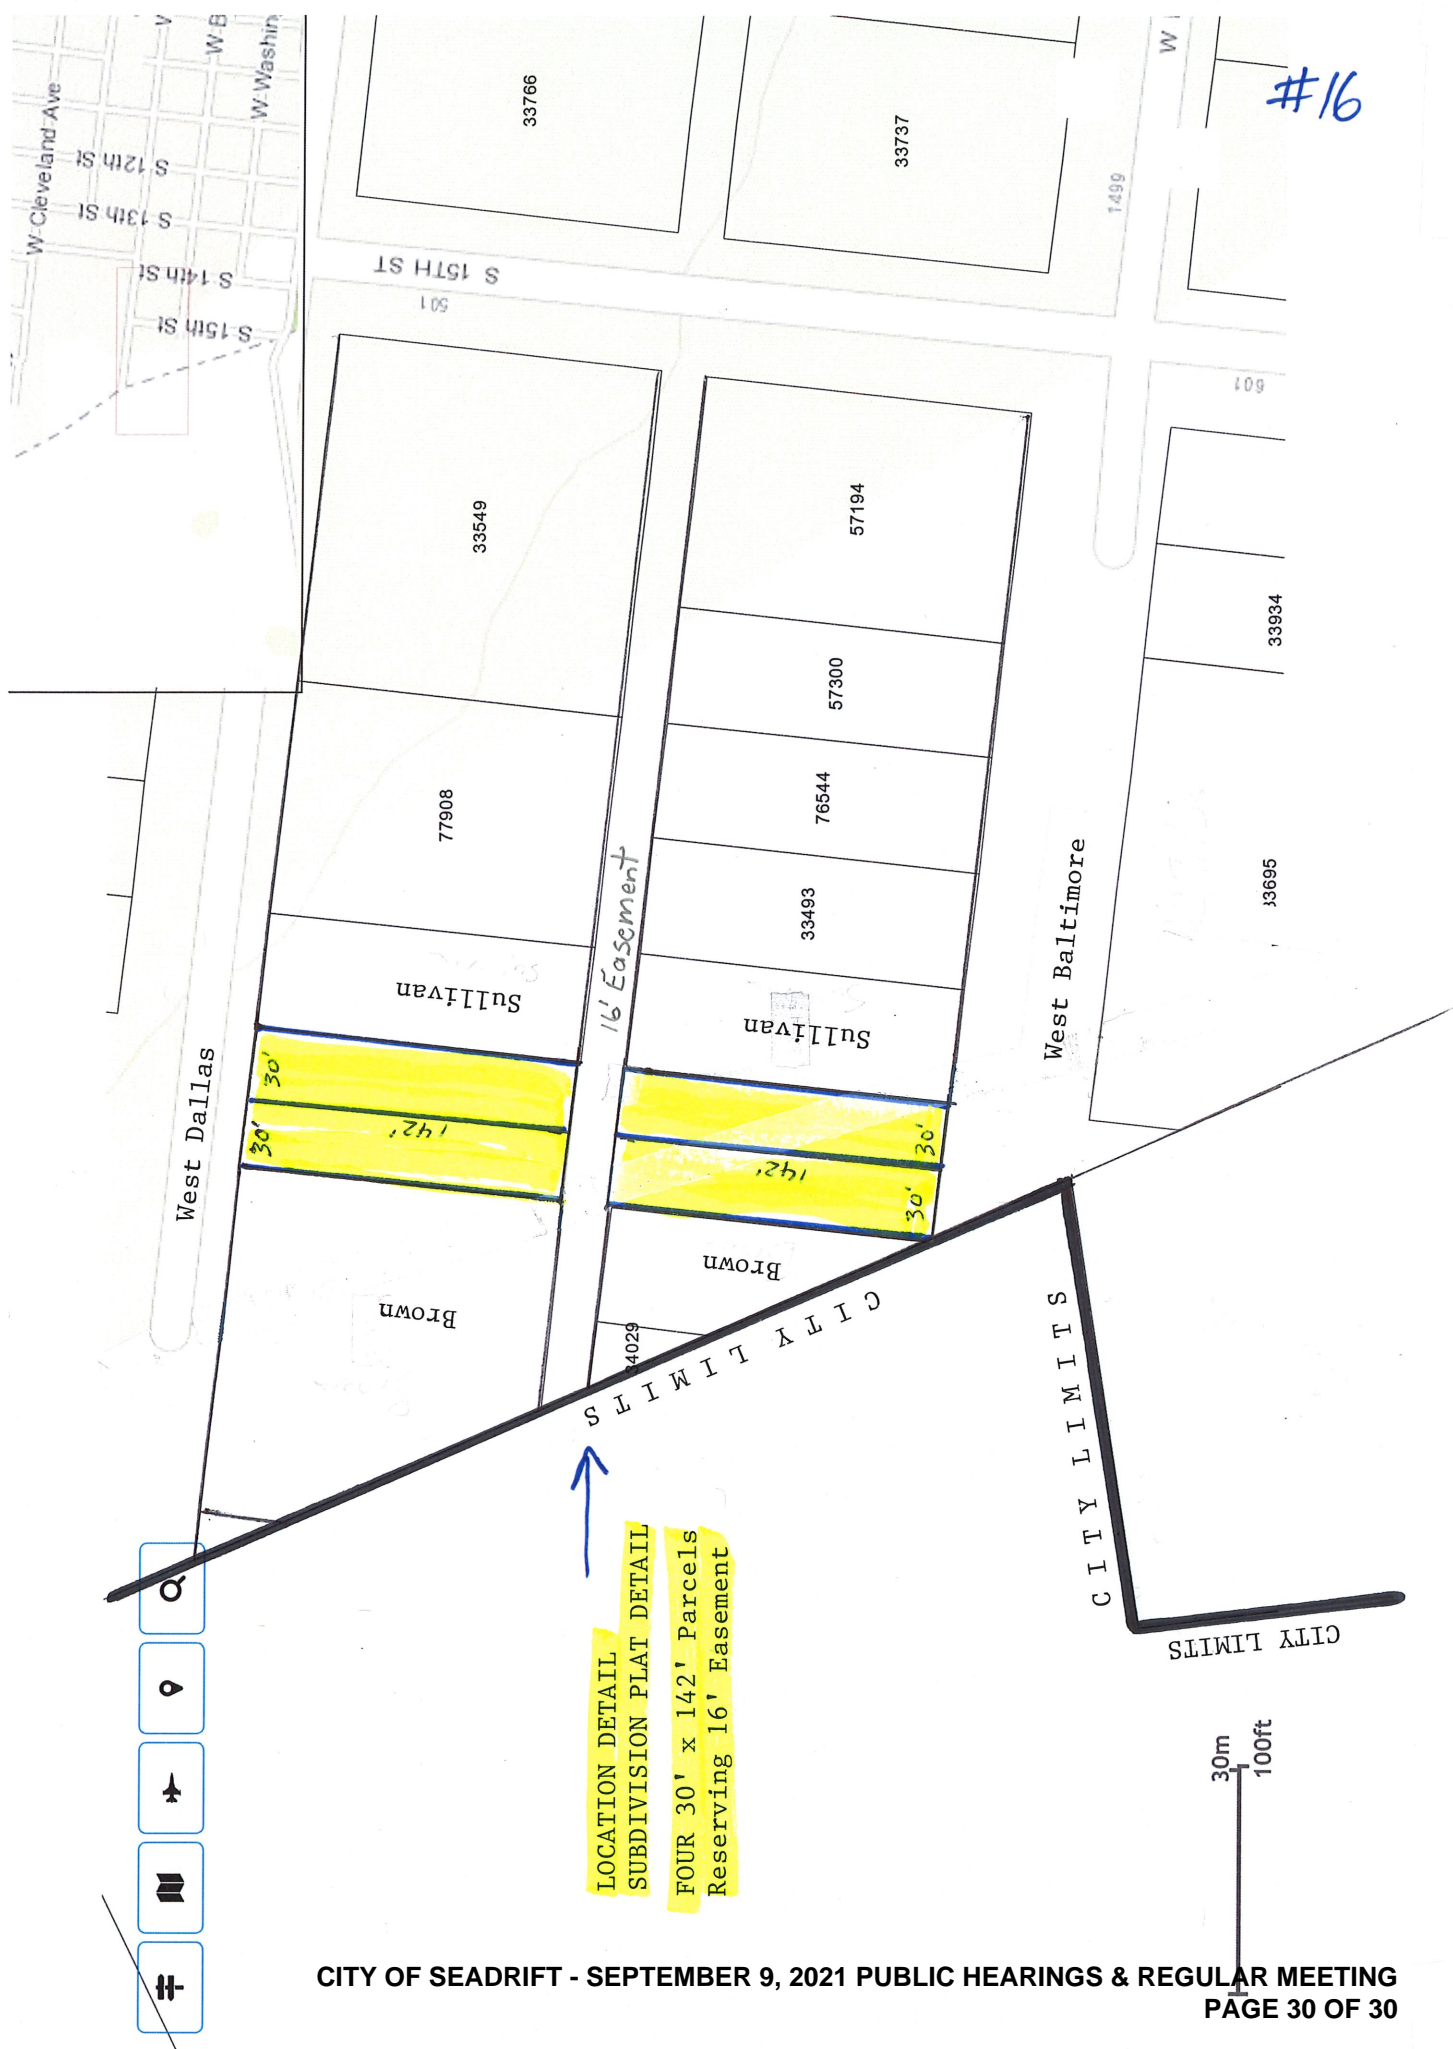 #16
W-Cleveland-Ave
W-Washin
S 12th St
S 13th St
S 14th St
S 15th St
33766
33737
1499
W
S 15TH ST
501
601
33549
57194
57300
33934
77908
76544
33493
33695
16' Easement
Sullivan
Sullivan
West Baltimore
West Dallas
30'
30'
142'
142'
30'
30'
Brown
Brown
34029
CITY LIMITS
CITY LIMITS
CITY LIMITS
LOCATION DETAIL
SUBDIVISION PLAT DETAIL
FOUR 30' x 142' Parcels
Reserving 16' Easement
30m
100ft
CITY OF SEADRIFT - SEPTEMBER 9, 2021 PUBLIC HEARINGS & REGULAR MEETING
PAGE 30 OF 30